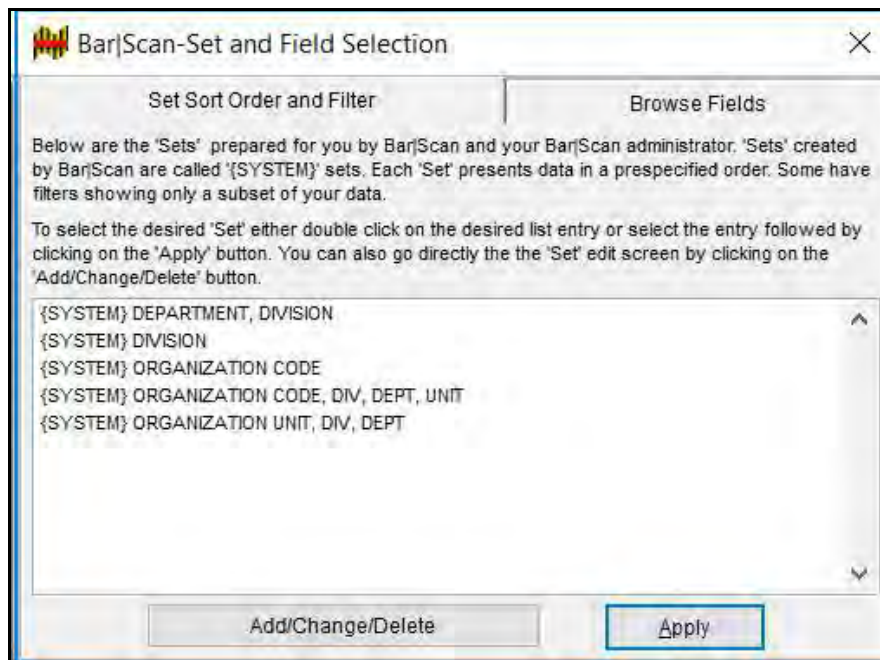 Bar|Scan-Set and Field Selection
Set Sort Order and Filter
Browse Fields
Below are the 'Sets' prepared for you by Bar|Scan and your Bar|Scan administrator. 'Sets' created
by Bar|Scan are called '{SYSTEM}' sets. Each 'Set' presents data in a prespecified order. Some have
filters showing only a subset of your data.
To select the desired 'Set' either double click on the desired list entry or select the entry followed by
clicking on the 'Apply' button. You can also go directly the the 'Set' edit screen by clicking on the
'Add/Change/Delete' button.
{SYSTEM} DEPARTMENT, DIVISION
{SYSTEM} DIVISION
{SYSTEM} ORGANIZATION CODE
{SYSTEM} ORGANIZATION CODE, DIV, DEPT, UNIT
{SYSTEM} ORGANIZATION UNIT, DIV, DEPT
Add/Change/Delete
Apply